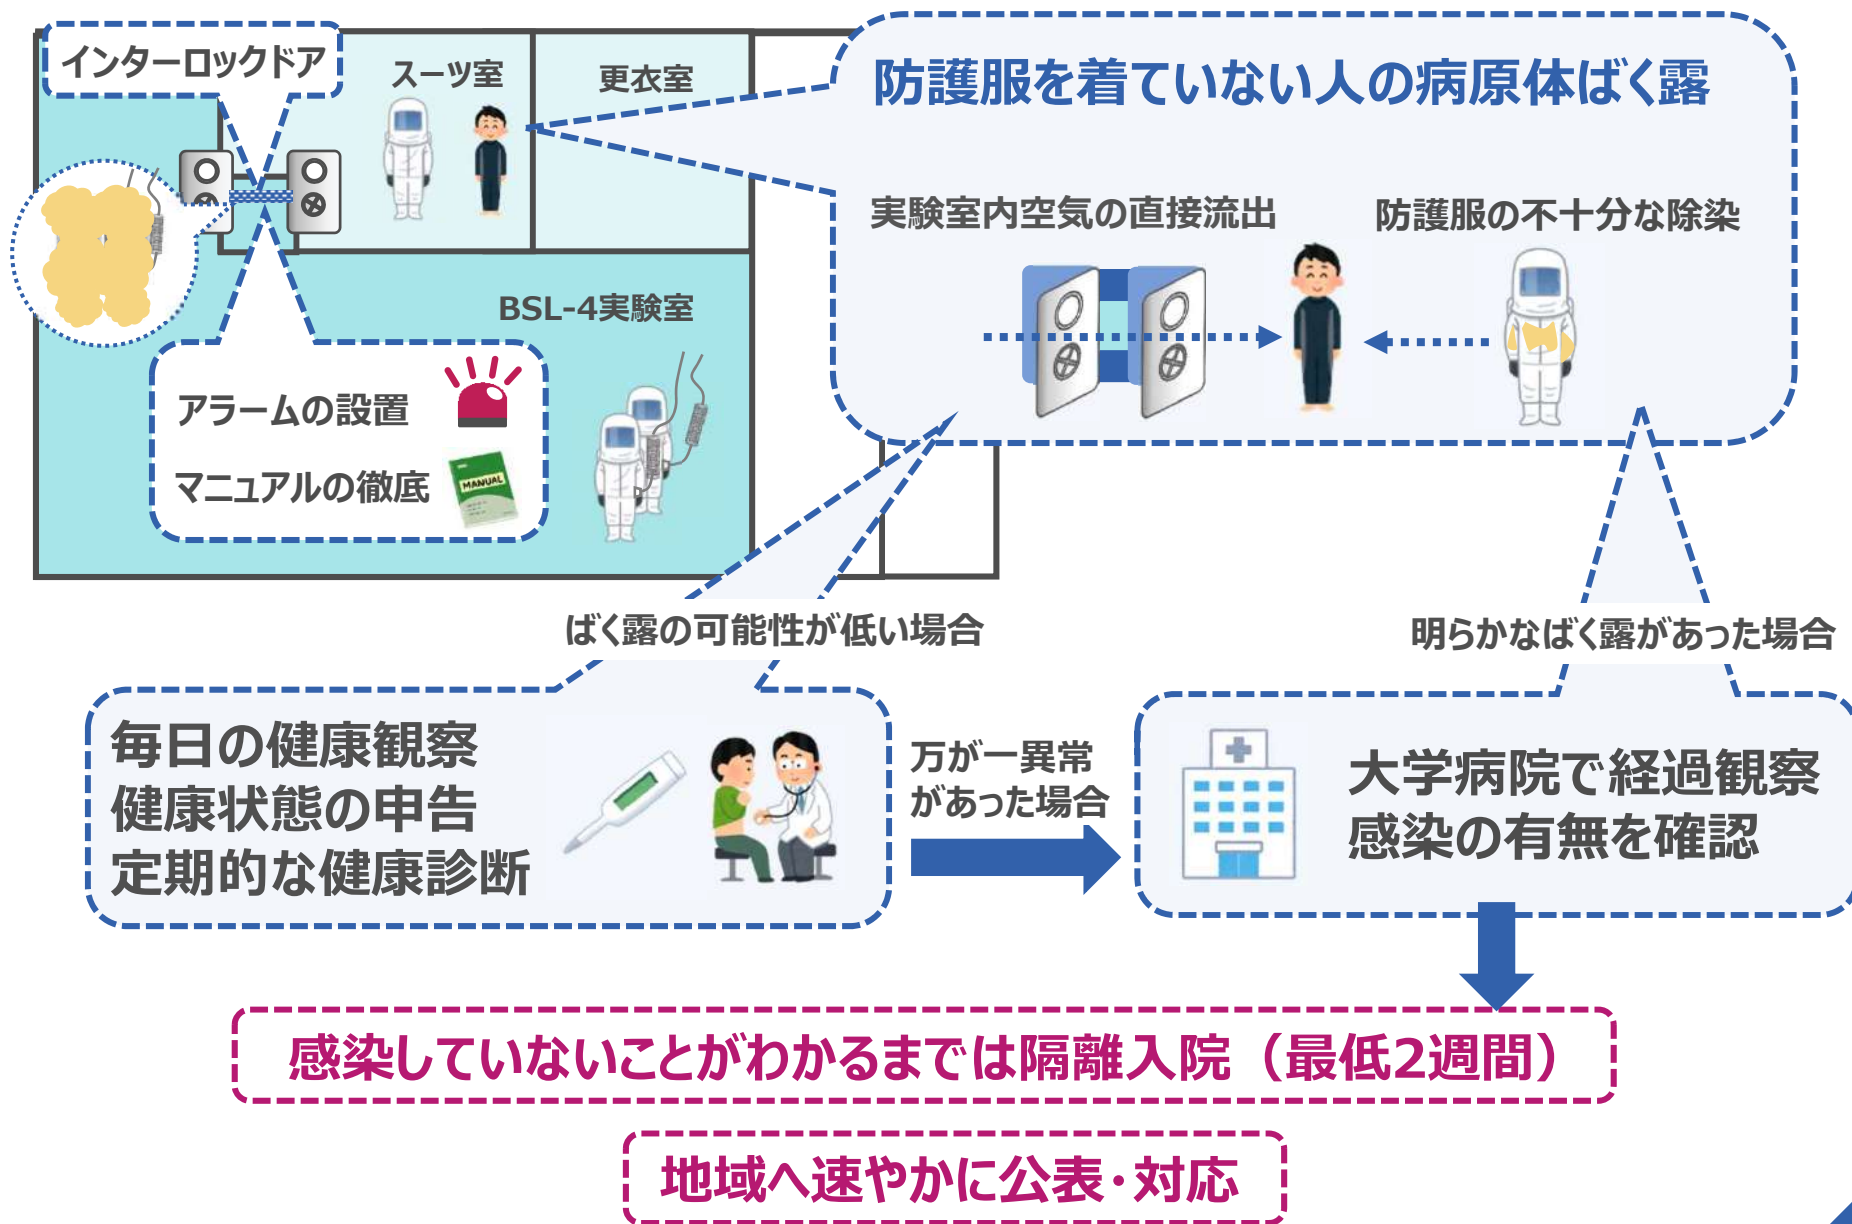 インターロックドア
スーツ室
更衣室
防護服を着ていない人の病原体ばく露
実験室内空気の直接流出
防護服の不十分な除染
BSL-4実験室
アラームの設置
マニュアルの徹底
MANUAL
ばく露の可能性が低い場合
明らかなばく露があった場合
毎日の健康観察
健康状態の申告
定期的な健康診断
万が一異常
があった場合
大学病院で経過観察
感染の有無を確認
感染していないことがわかるまでは隔離入院（最低2週間）
地域へ速やかに公表・対応